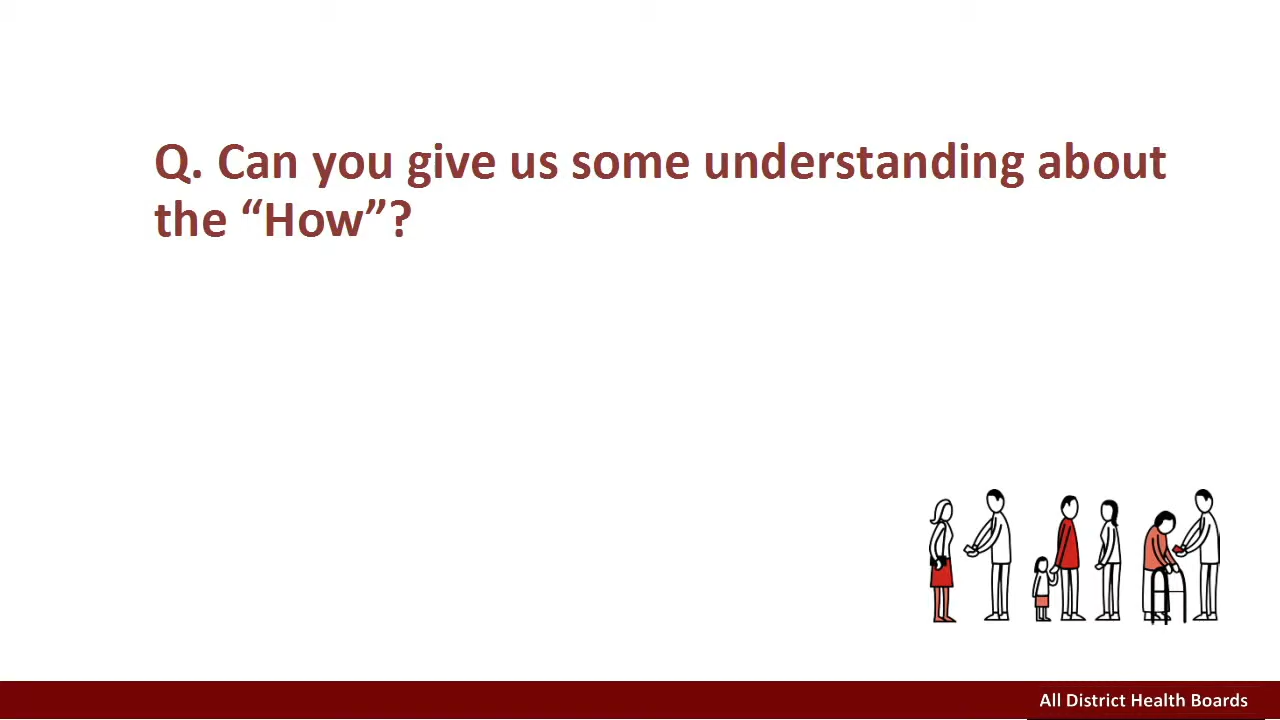 Q. Can you give us some understanding about
the “How”?
All District Health Boards